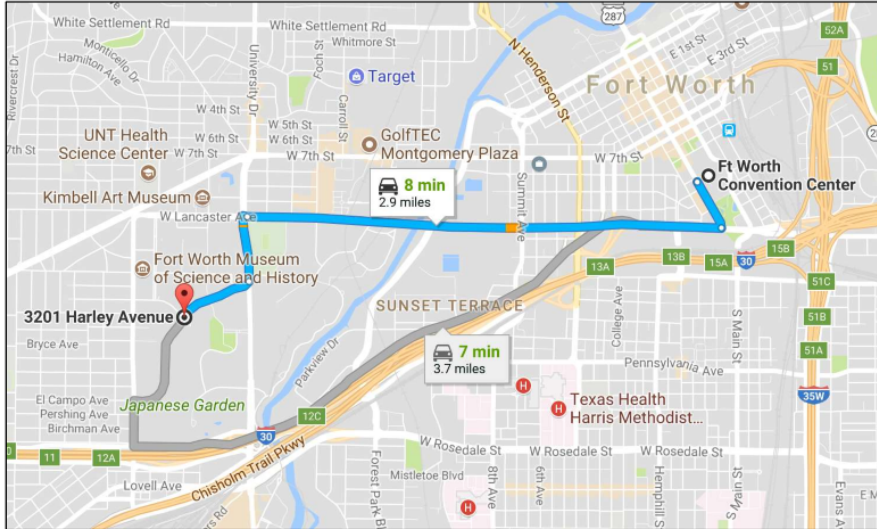 White Settlement Rd
White Settlement Rd
Whitmore St
Foch St
Rivercrest Dr
Monticello Dr
Hamilton Ave
University Dr
Target
N Henderson St
287
E 1st St
E 3rd St
52A
51
Fort Worth
W 4th St
Carroll St
W 5th St
W 6th St
W 6th St
7th St
W 7th St
UNT Health
Science Center
GolfTEC
Montgomery Plaza
W 7th St
Kimbell Art Museum
8 min
2.9 miles
Summit Ave
Ft Worth
Convention Center
W Lancaster Ave
Fort Worth Museum
of Science and History
13A
13B
15A
30
15B
51C
3201 Harley Avenue
SUNSET TERRACE
College Ave
S Main St
51B
Bryce Ave
Parkview Dr
7 min
3.7 miles
51A
Pennsylvania Ave
H
Texas Health
Harris Methodist...
H
El Campo Ave
Pershing Ave
Birchman Ave
Japanese Garden
12C
30
35W
11
12A
Chisholm Trail Pkwy
W Rosedale St
W Rosedale St
Lovell Ave
Forest Park Blvd
Mistletoe Blvd
8th Ave
6th Ave
Hemphill St
S Main St
Evans Ave
H